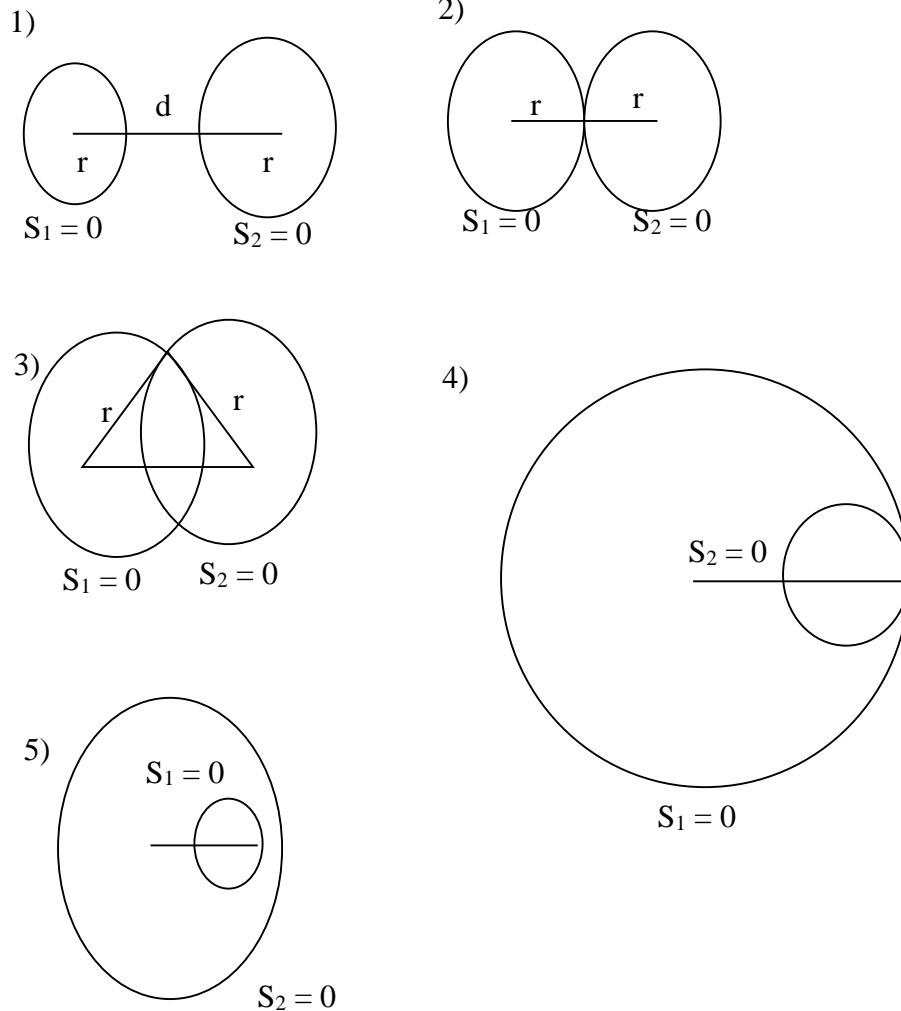 1)
d
r
r
S₁ = 0
S₂ = 0
2)
r
r
S₁ = 0
S₂ = 0
3)
r
r
S₁ = 0
S₂ = 0
4)
S₂ = 0
S₁ = 0
5)
S₁ = 0
S₂ = 0